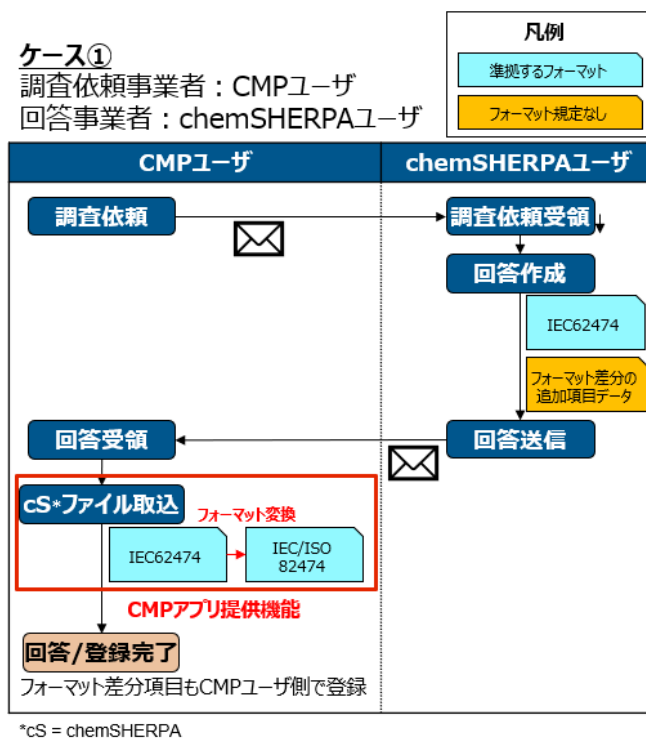 ケース①
調査依頼事業者：CMPユーザ
回答事業者：chemSHERPAユーザ
凡例
準拠するフォーマット
フォーマット規定なし
CMPユーザ
chemSHERPAユーザ
調査依頼
調査依頼受領
回答作成
IEC62474
フォーマット差分の
追加項目データ
回答受領
回答送信
cS*ファイル取込
フォーマット変換
IEC62474
IEC/ISO
82474
CMPアプリ提供機能
回答/登録完了
フォーマット差分項目もCMPユーザ側で登録
*cS = chemSHERPA